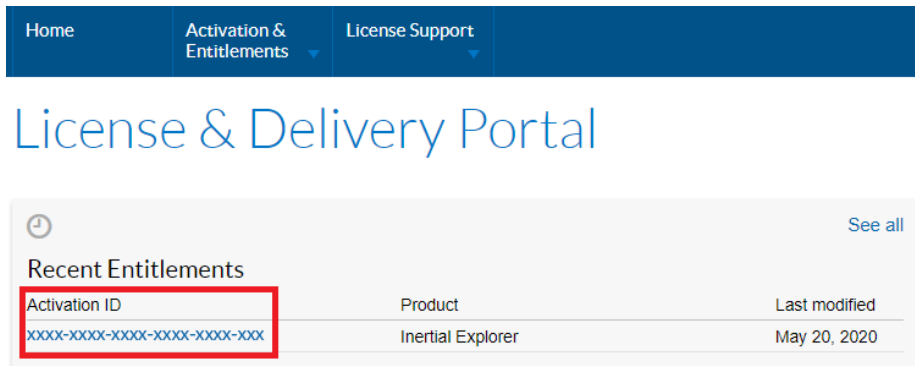 Home
Activation &
Entitlements
License Support
License & Delivery Portal
See all
Recent Entitlements
Activation ID Product Last modified
xxxx-xxxx-xxxx-xxxx-xxxx-xxx Inertial Explorer May 20, 2020